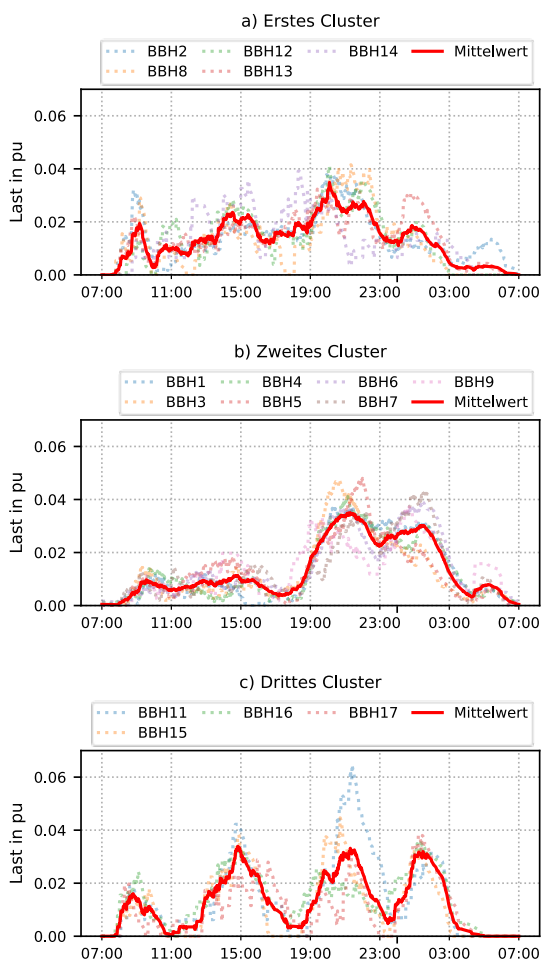 a) Erstes Cluster
BBH2 BBH12 BBH14 Mittelwert
BBH8 BBH13
Last in pu
0.06
0.04
0.02
0.00
07:00 11:00 15:00 19:00 23:00 03:00 07:00
b) Zweites Cluster
BBH1 BBH4 BBH6 BBH9
BBH3 BBH5 BBH7 Mittelwert
Last in pu
0.06
0.04
0.02
0.00
07:00 11:00 15:00 19:00 23:00 03:00 07:00
c) Drittes Cluster
BBH11 BBH16 BBH17 Mittelwert
BBH15
Last in pu
0.06
0.04
0.02
0.00
07:00 11:00 15:00 19:00 23:00 03:00 07:00